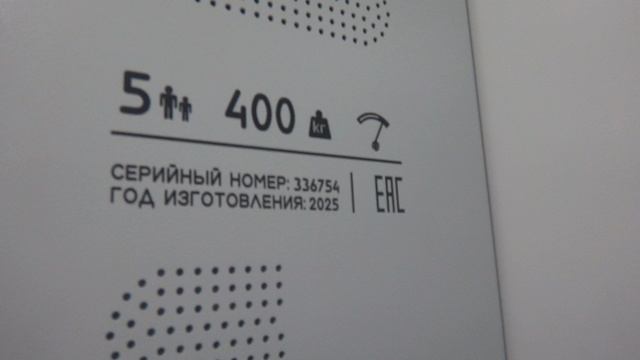 5 400 кг
СЕРИЙНЫЙ НОМЕР: 336754
ГОД ИЗГОТОВЛЕНИЯ: 2025
EAC